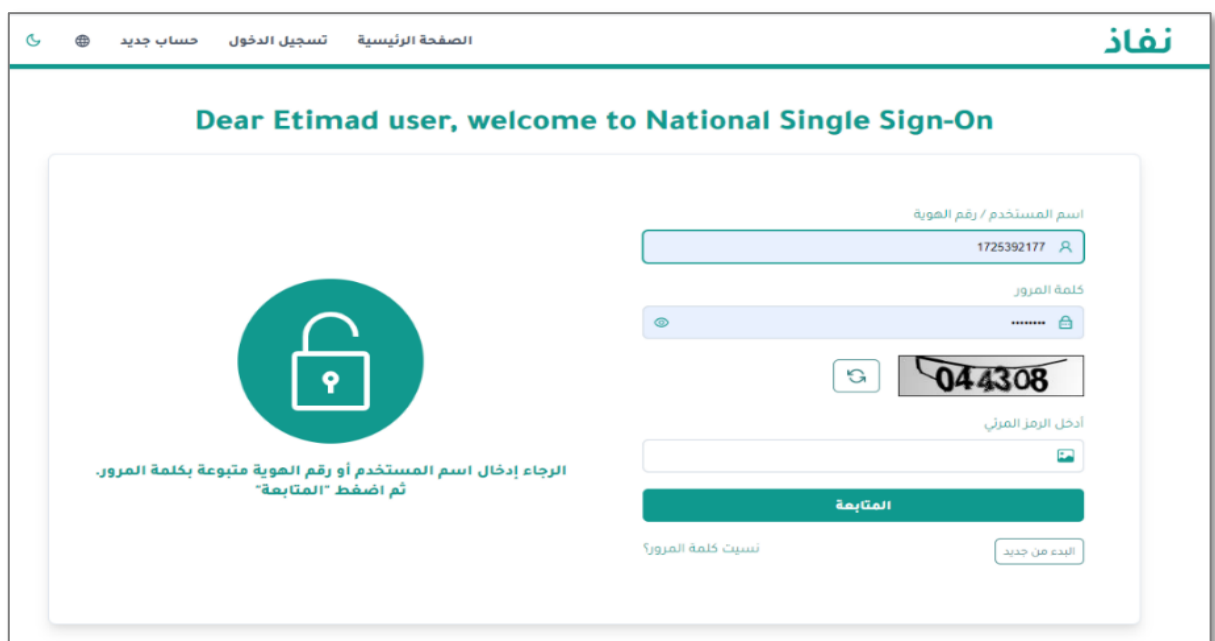 نفاذ
الصفحة الرئيسية تسجيل الدخول حساب جديد
Dear Etimad user, welcome to National Single Sign-On
اسم المستخدم / رقم الهوية
1725392177
كلمة المرور
••••••••
044308
أدخل الرمز المرئي
المتابعة
البدء من جديد نسيت كلمة المرور؟
الرجاء إدخال اسم المستخدم أو رقم الهوية متبوعة بكلمة المرور.
ثم اضغط "المتابعة"